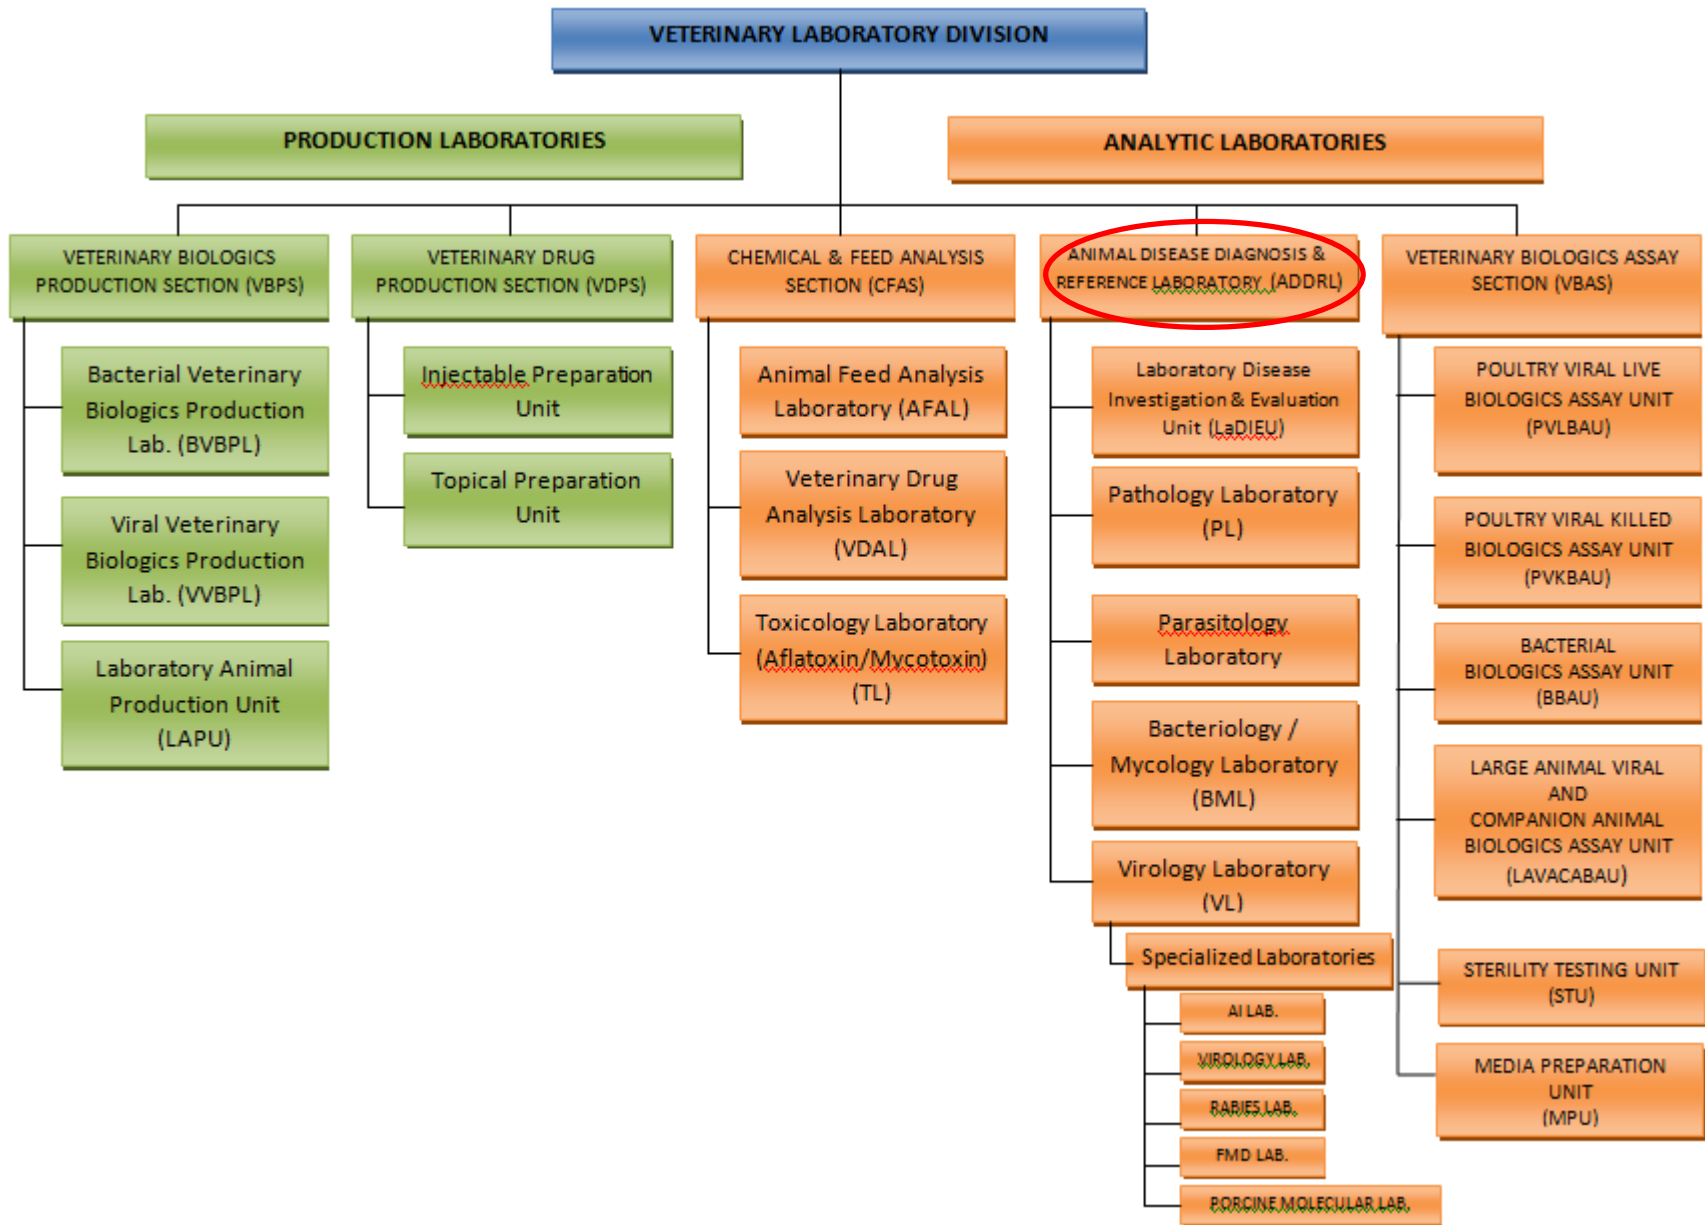 VETERINARY LABORATORY DIVISION
PRODUCTION LABORATORIES
ANALYTIC LABORATORIES
VETERINARY BIOLOGICS
PRODUCTION SECTION (VBPS)
Bacterial Veterinary
Biologics Production
Lab. (BVBPL)
Viral Veterinary
Biologics Production
Lab. (VVBPL)
Laboratory Animal
Production Unit
(LAPU)
VETERINARY DRUG
PRODUCTION SECTION (VDPS)
Injectable Preparation
Unit
Topical Preparation
Unit
CHEMICAL & FEED ANALYSIS
SECTION (CFAS)
Animal Feed Analysis
Laboratory (AFAL)
Veterinary Drug
Analysis Laboratory
(VDAL)
Toxicology Laboratory
(Aflatoxin/Mycotoxin)
(TL)
ANIMAL DISEASE DIAGNOSIS &
REFERENCE LABORATORY (ADDRL)
Laboratory Disease
Investigation & Evaluation
Unit (LaDIEU)
Pathology Laboratory
(PL)
Parasitology
Laboratory
Bacteriology /
Mycology Laboratory
(BML)
Virology Laboratory
(VL)
Specialized Laboratories
AI LAB.
VIROLOGY LAB.
RABIES LAB.
FMD LAB.
PORCINE MOLECULAR LAB.
VETERINARY BIOLOGICS ASSAY
SECTION (VBAS)
POULTRY VIRAL LIVE
BIOLOGICS ASSAY UNIT
(PVLBAU)
POULTRY VIRAL KILLED
BIOLOGICS ASSAY UNIT
(PVKBAU)
BACTERIAL
BIOLOGICS ASSAY UNIT
(BBAU)
LARGE ANIMAL VIRAL
AND
COMPANION ANIMAL
BIOLOGICS ASSAY UNIT
(LAVACABAU)
STERILITY TESTING UNIT
(STU)
MEDIA PREPARATION
UNIT
(MPU)